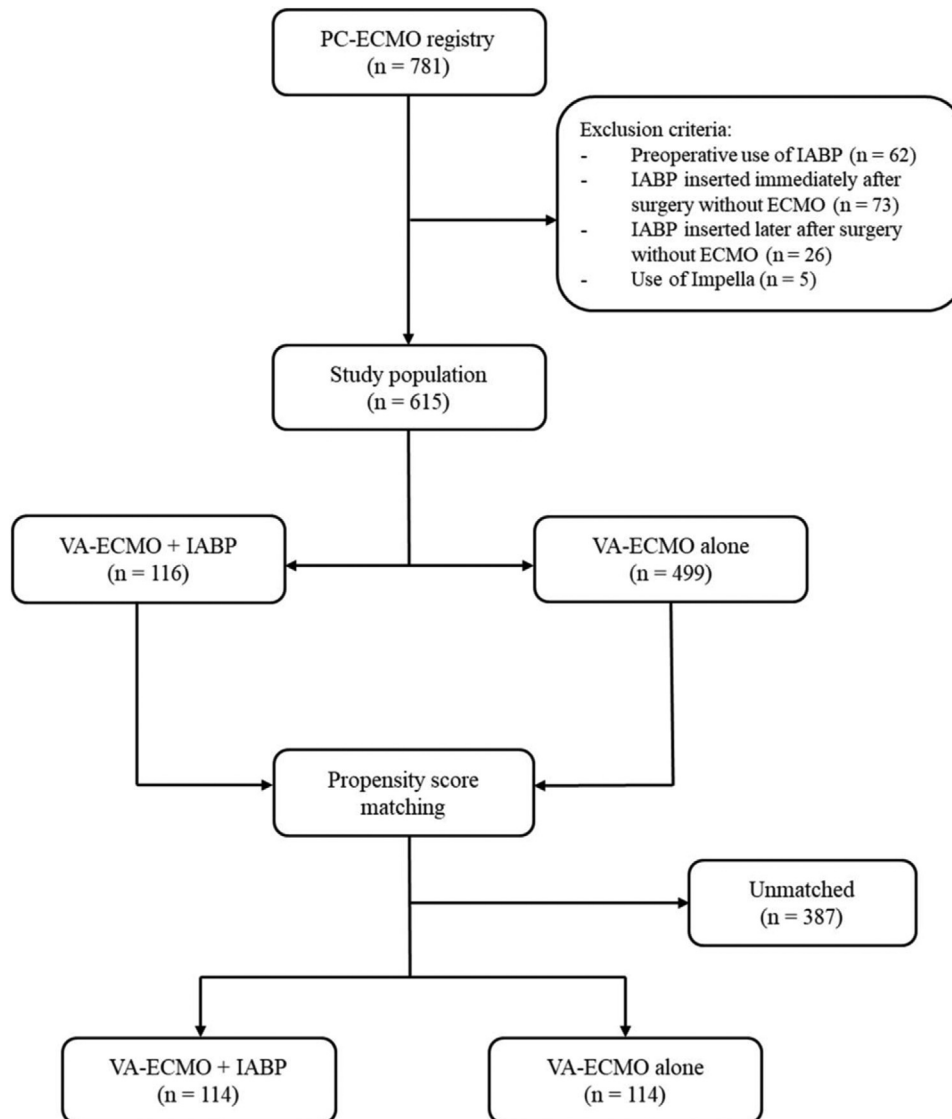 PC-ECMO registry
(n = 781)
Exclusion criteria:
- Preoperative use of IABP (n = 62)
- IABP inserted immediately after
surgery without ECMO (n = 73)
- IABP inserted later after surgery
without ECMO (n = 26)
- Use of Impella (n = 5)
Study population
(n = 615)
VA-ECMO + IABP
(n = 116)
VA-ECMO alone
(n = 499)
Propensity score
matching
Unmatched
(n = 387)
VA-ECMO + IABP
(n = 114)
VA-ECMO alone
(n = 114)